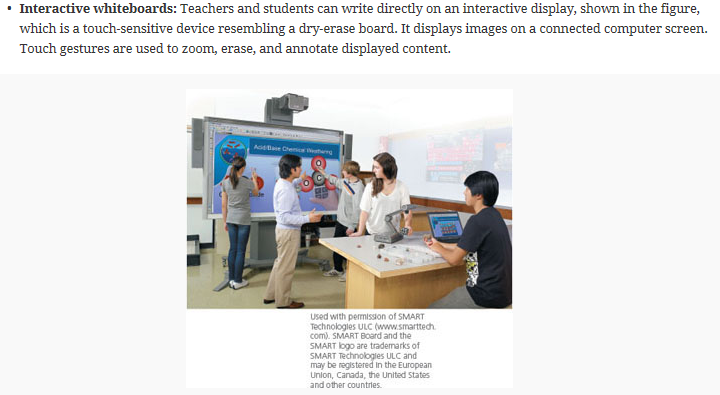 • Interactive whiteboards: Teachers and students can write directly on an interactive display, shown in the figure,
which is a touch-sensitive device resembling a dry-erase board. It displays images on a connected computer screen.
Touch gestures are used to zoom, erase, and annotate displayed content.
Acid/Base Chemical Weathering
Used with permission of SMART
Technologies ULC (www.smarttech.
com). SMART Board and the
SMART logo are trademarks of
SMART Technologies ULC and
may be registered in the European
Union, Canada, the United States
and other countries.